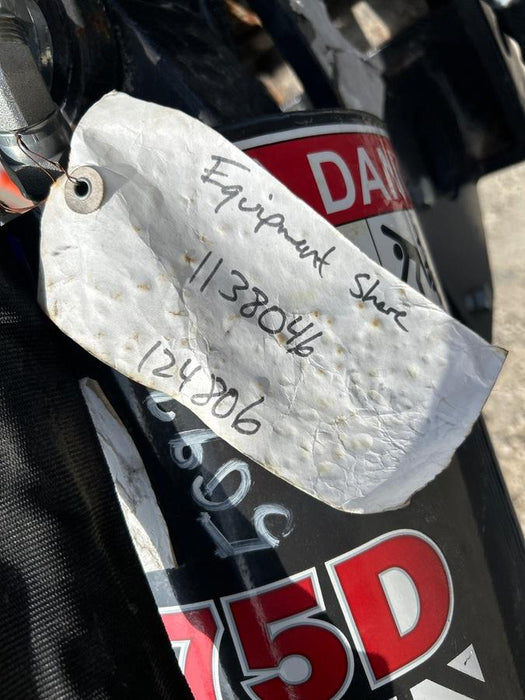 DAN
Equipment Share
1138046
124806
75D